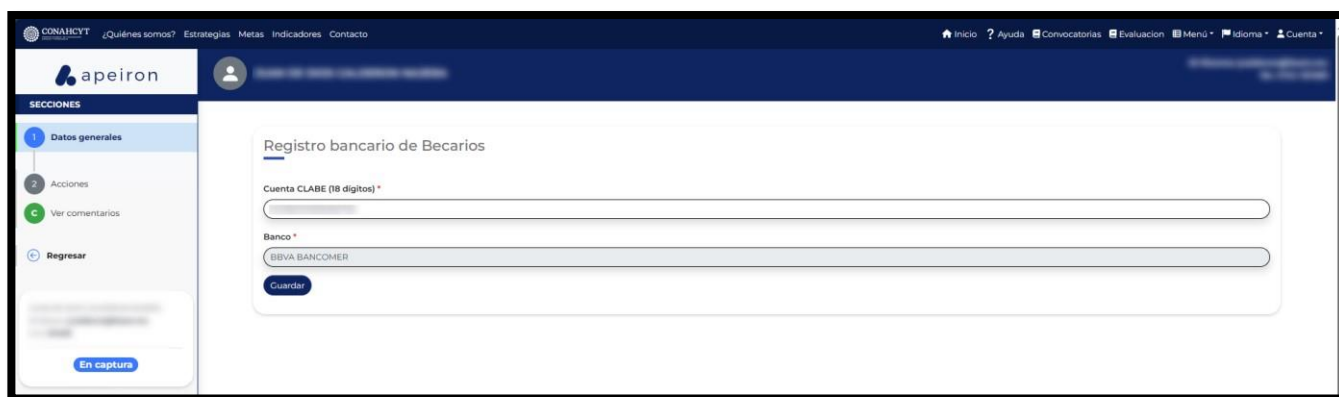 CONAHCYT ¿Quiénes somos? Estrategias Metas Indicadores Contacto Inicio ? Ayuda Convocatorias Evaluacion Menú Idioma Cuenta
apeiron
SECCIONES
1 Datos generales
Registro bancario de Becarios
2 Acciones
Cuenta CLABE (18 dígitos) *
C Ver comentarios
Banco *
Regresar
BBVA BANCOMER
Guardar
En captura